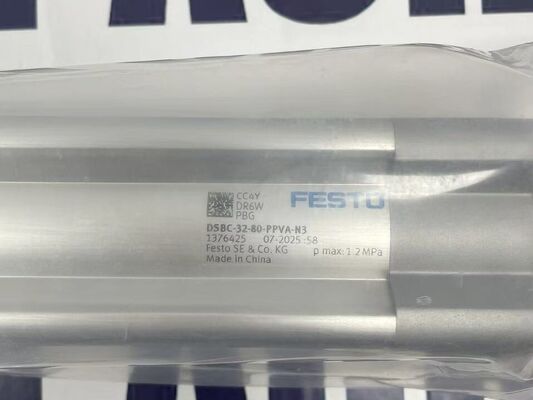 CC4Y
DR6W
PBG
FESTO
DSBC-32-80-PPVA-N3
1376425 07-2025:58
Festo SE & Co. KG p max: 1.2 MPa
Made in China